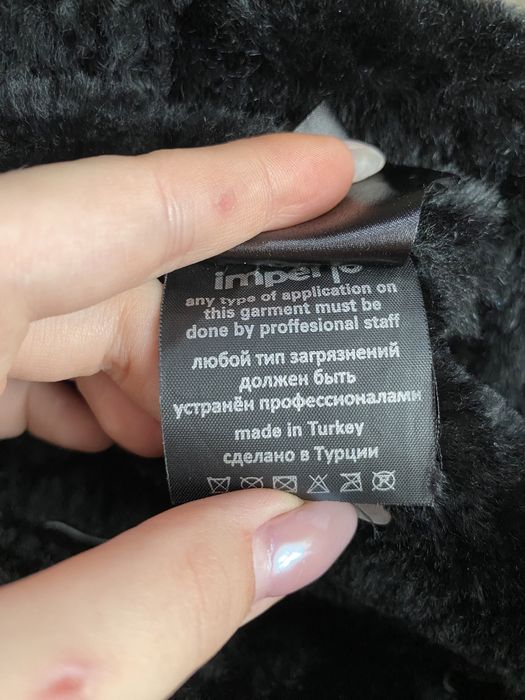 imperio
any type of application on
this garment must be
done by proffesional staff
любой тип загрязнений
должен быть
устранён профессионалами
made in Turkey
сделано в Турции